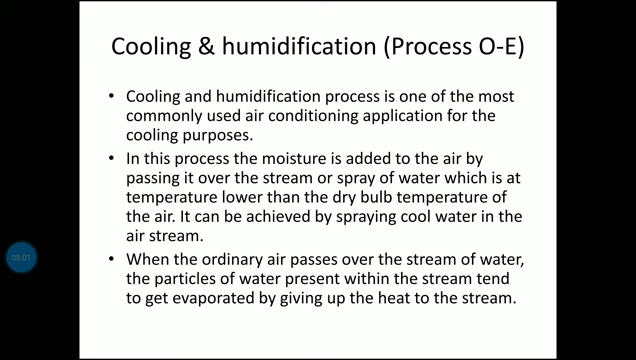 Cooling & humidification (Process O-E)
• Cooling and humidification process is one of the most
commonly used air conditioning application for the
cooling purposes.
• In this process the moisture is added to the air by
passing it over the stream or spray of water which is at
temperature lower than the dry bulb temperature of
the air. It can be achieved by spraying cool water in the
air stream.
• When the ordinary air passes over the stream of water,
the particles of water present within the stream tend
to get evaporated by giving up the heat to the stream.
05:01